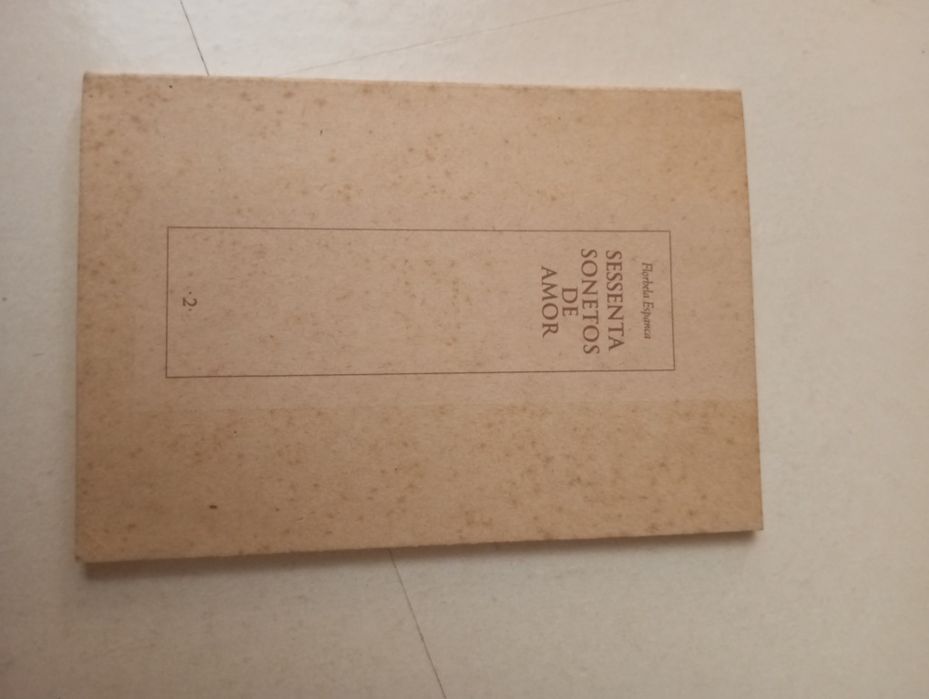 Florbela Espanca
SESSENTA
SONETOS
DE
AMOR
·2·